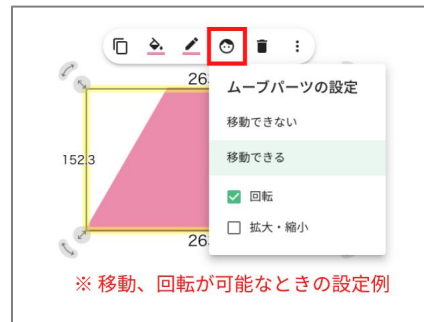 26
ムーブパーツの設定
移動できない
152.3
移動できる
回転
拡大・縮小
26
※ 移動、回転が可能なときの設定例